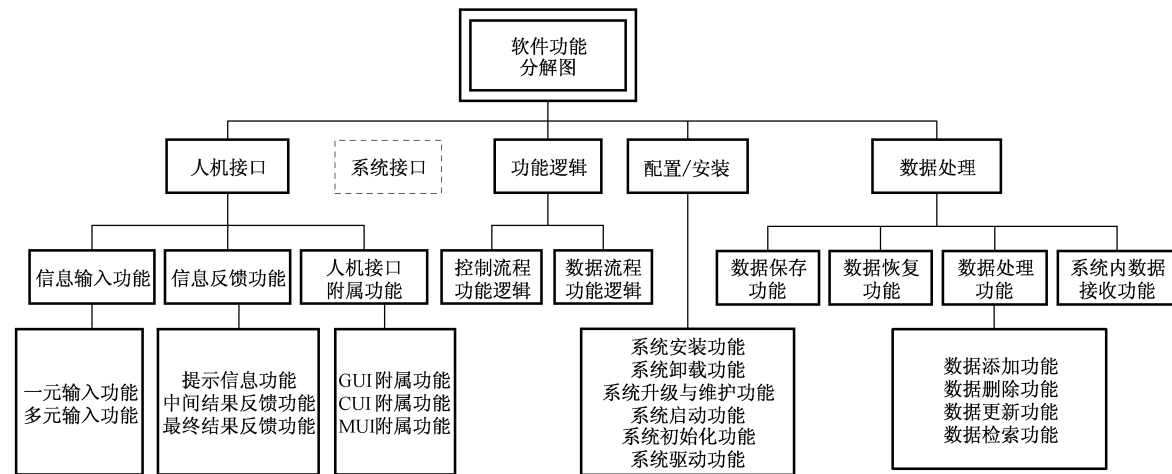 软件功能
分解图
人机接口
系统接口
功能逻辑
配置/安装
数据处理
信息输入功能
信息反馈功能
人机接口
附属功能
控制流程
功能逻辑
数据流程
功能逻辑
数据保存
功能
数据恢复
功能
数据处理
功能
系统内数据
接收功能
一元输入功能
多元输入功能
提示信息功能
中间结果反馈功能
最终结果反馈功能
GUI附属功能
CUI附属功能
MUI附属功能
系统安装功能
系统卸载功能
系统升级与维护功能
系统启动功能
系统初始化功能
系统驱动功能
数据添加功能
数据删除功能
数据更新功能
数据检索功能